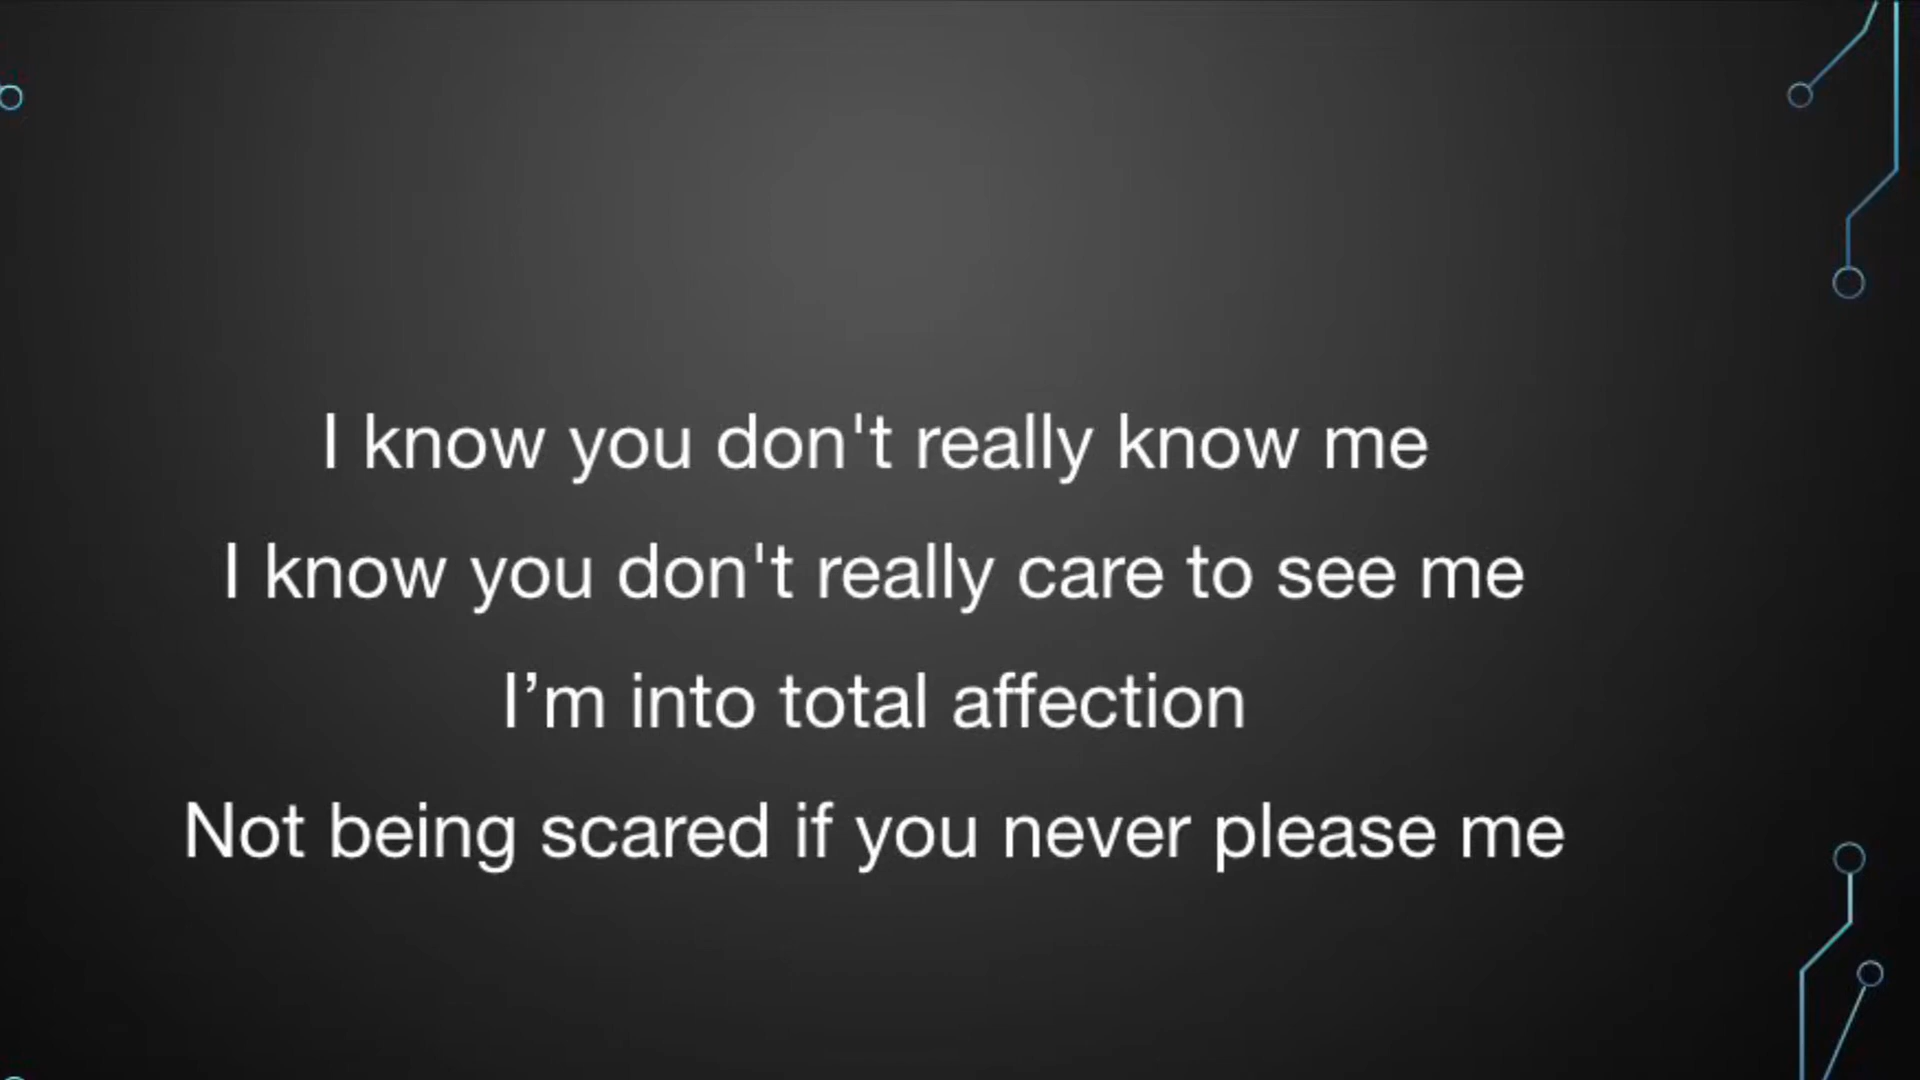 I know you don't really know me
I know you don't really care to see me
I’m into total affection
Not being scared if you never please me